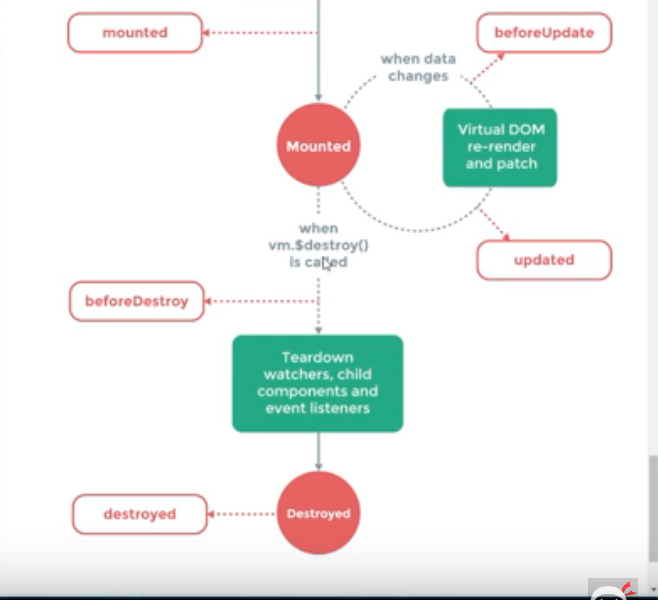 mounted
beforeUpdate
when data
changes
Mounted
Virtual DOM
re-render
and patch
when
vm.$destroy()
is called
updated
beforeDestroy
Teardown
watchers, child
components and
event listeners
destroyed
Destroyed